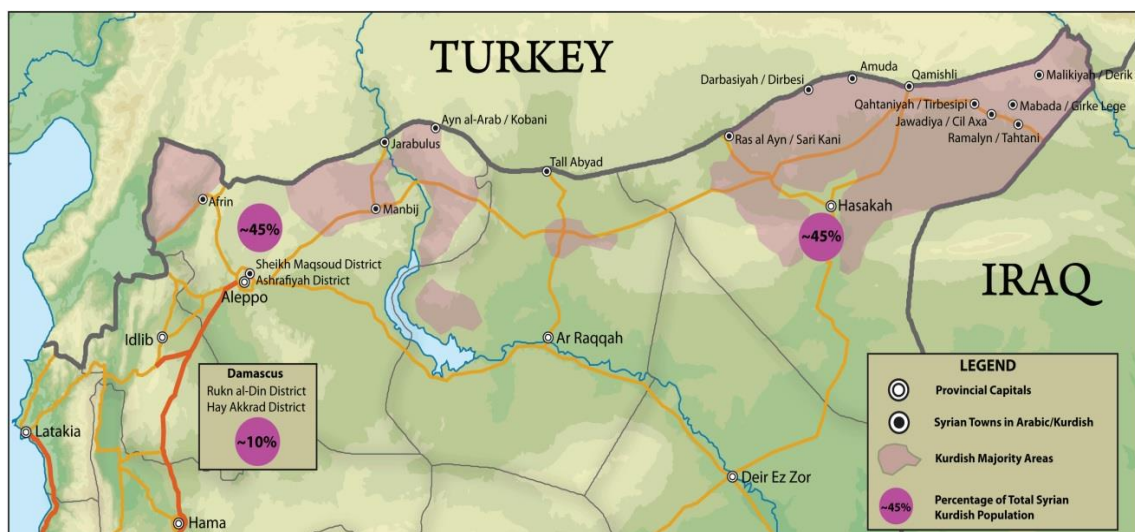 TURKEY
Amuda
Darbasiyah / Dirbesi
Qamishli
Malikiyah / Derik
Qahtaniyah / Tirbesipi
Mabada / Girke Lege
Jawadiya / Cil Axa
Ramalyn / Tahtani
Ayn al-Arab / Kobani
Jarabulus
Ras al Ayn / Sari Kani
Tall Abyad
Afrin
Manbij
Hasakah
~45%
~45%
Sheikh Maqsoud District
Ashrafiyah District
Aleppo
IRAQ
Idlib
Ar Raqqah
Damascus
Rukn al-Din District
Hay Akkrad District
~10%
Latakia
Deir Ez Zor
Hama
LEGEND
Provincial Capitals
Syrian Towns in Arabic/Kurdish
Kurdish Majority Areas
~45%
Percentage of Total Syrian
Kurdish Population